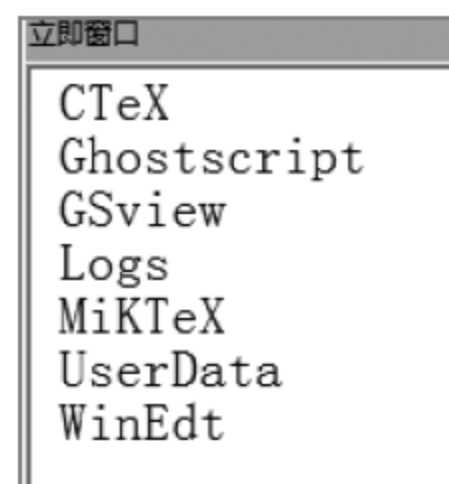 立即窗口
CTeX
Ghostscript
GSview
Logs
MiKTeX
UserData
WinEdt